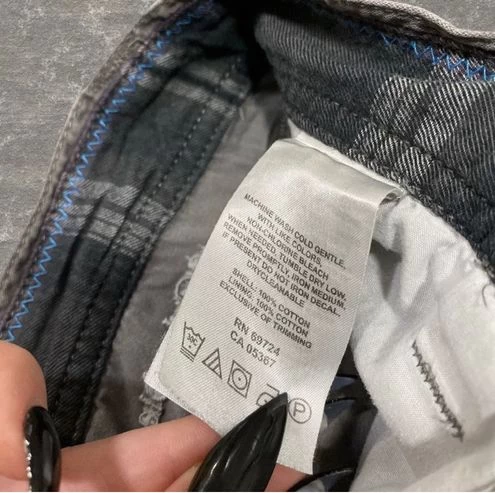 MACHINE WASH COLD GENTLE
WITH LIKE COLORS.
NON-CHLORINE BLEACH
WHEN NEEDED. TUMBLE DRY LOW.
REMOVE PROMPTLY. IRON MEDIUM.
IF PRESENT DO NOT IRON DECAL.
DRYCLEANABLE
SHELL: 100% COTTON
LINING: 100% COTTON
EXCLUSIVE OF TRIMMING
RN 69724
CA 05367
30C
P